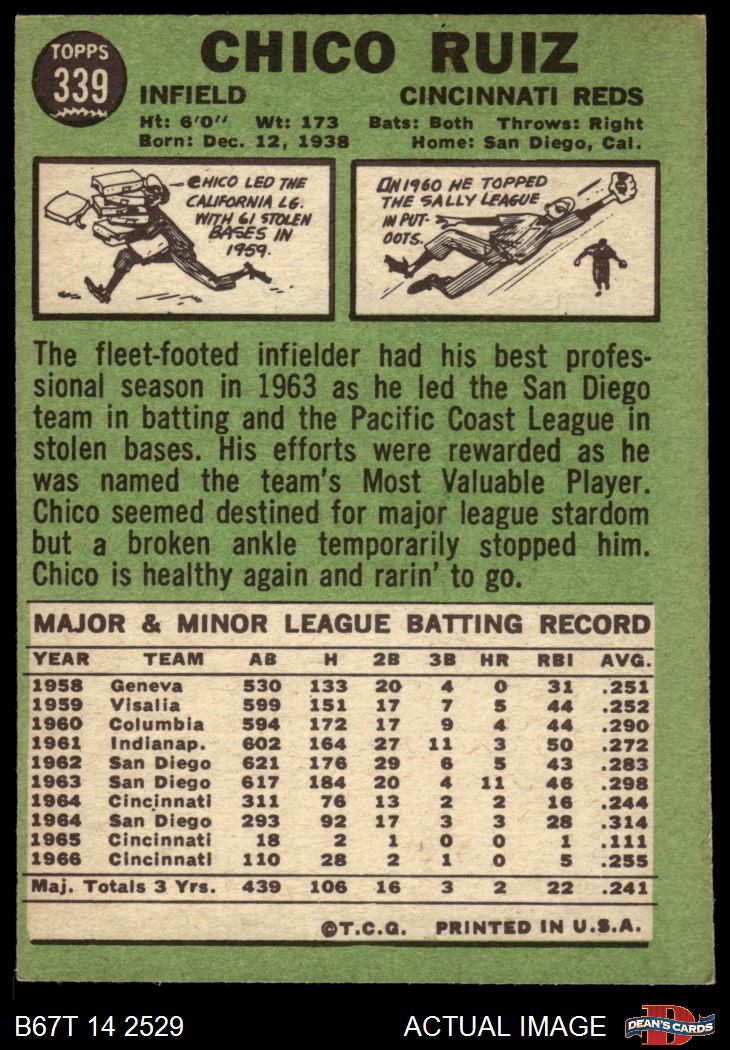 TOPPS
339
CHICO RUIZ
INFIELD CINCINNATI REDS
Ht: 6'0" Wt: 173 Bats: Both Throws: Right
Born: Dec. 12, 1938 Home: San Diego, Cal.
CHICO LED THE
CALIFORNIA LG.
WITH 61 STOLEN
BASES IN
1959.
IN 1960 HE TOPPED
THE SALLY LEAGUE
IN PUT-
OUTS.
The fleet-footed infielder had his best profes-
sional season in 1963 as he led the San Diego
team in batting and the Pacific Coast League in
stolen bases. His efforts were rewarded as he
was named the team's Most Valuable Player.
Chico seemed destined for major league stardom
but a broken ankle temporarily stopped him.
Chico is healthy again and rarin' to go.
MAJOR & MINOR LEAGUE BATTING RECORD
YEAR TEAM AB H 2B 3B HR RBI AVG.
1958 Geneva 530 133 20 4 0 31 .251
1959 Visalia 599 151 17 7 5 44 .252
1960 Columbia 594 172 17 9 4 44 .290
1961 Indianap. 602 164 27 11 3 50 .272
1962 San Diego 621 176 29 6 5 43 .283
1963 San Diego 617 184 20 4 11 46 .298
1964 Cincinnati 311 76 13 2 2 16 .244
1964 San Diego 293 92 17 3 3 28 .314
1965 Cincinnati 18 2 1 0 0 1 .111
1966 Cincinnati 110 28 2 1 0 5 .255
Maj. Totals 3 Yrs. 439 106 16 3 2 22 .241
©T.C.G. PRINTED IN U.S.A.
B67T 14 2529 ACTUAL IMAGE D DEAN'S CARDS